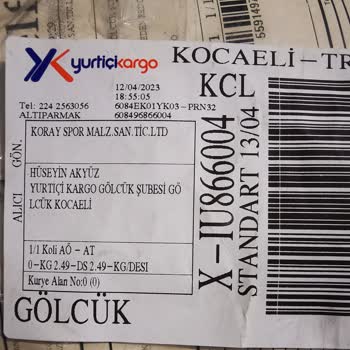 yurtiçikargo
KOCAELİ-TR
12/04/2023
18:55:05
KCL
Tel: 224 2563056
6084EK01YK03-PRN32
ALTIPARMAK
608496866004
GÖN.
KORAY SPOR MALZ.SAN.TİC.LTD
ALICI
HÜSEYİN AKYÜZ
YURTİÇİ KARGO GÖLCÜK ŞUBESİ GÖ
LCÜK KOCAELİ
1/1 Koli AÖ-AT
0-KG 2.49-DS 2.49-KG/DESI
Kurye Alan No:0 (0)
GÖLCÜK
X-IU866004
STANDART 13/04